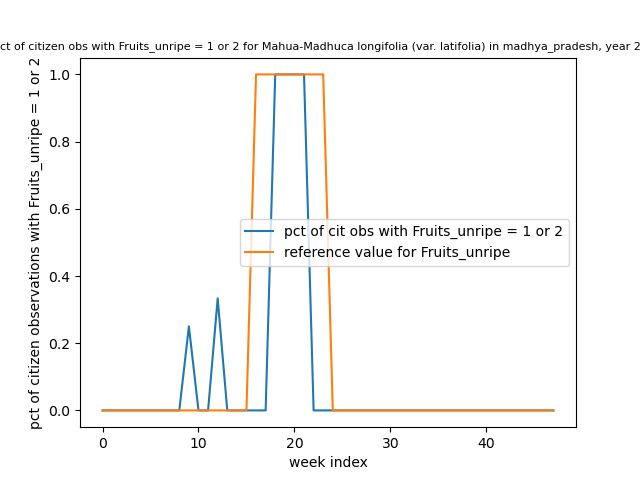 ct of citizen obs with Fruits_unripe = 1 or 2 for Mahua-Madhuca longifolia (var. latifolia) in madhya_pradesh, year 2
pct of citizen observations with Fruits_unripe = 1 or 2
1.0
0.8
0.6
0.4
0.2
0.0
pct of cit obs with Fruits_unripe = 1 or 2
reference value for Fruits_unripe
0 10 20 30 40
week index